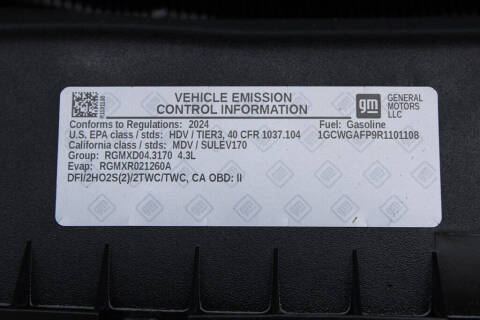 VEHICLE EMISSION
CONTROL INFORMATION
gm
GENERAL
MOTORS
LLC
Conforms to Regulations: 2024
Fuel: Gasoline
U.S. EPA class / stds: HDV / TIER3, 40 CFR 1037.104
1GCWGAFP9R1101108
California class / stds: MDV / SULEV170
Group: RGMXD04.3170 4.3L
Evap: RGMXR021260A
DFI/2HO2S(2)/2TWC/TWC, CA OBD: II